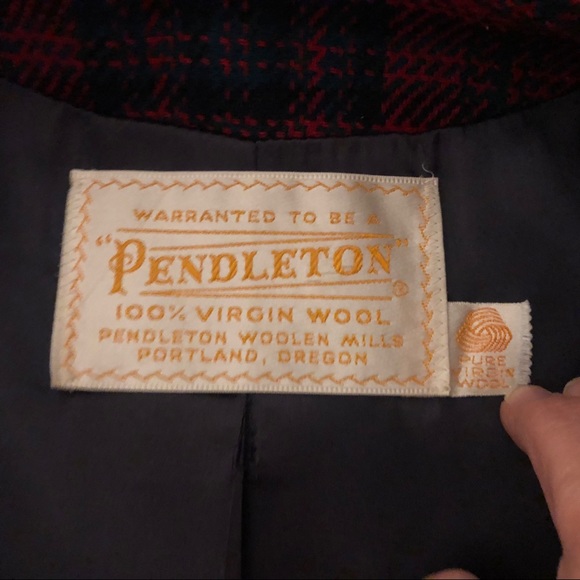 WARRANTED TO BE A
"PENDLETON"®
100% VIRGIN WOOL
PENDLETON WOOLEN MILLS
PORTLAND, OREGON
PURE
VIRGIN
WOOL